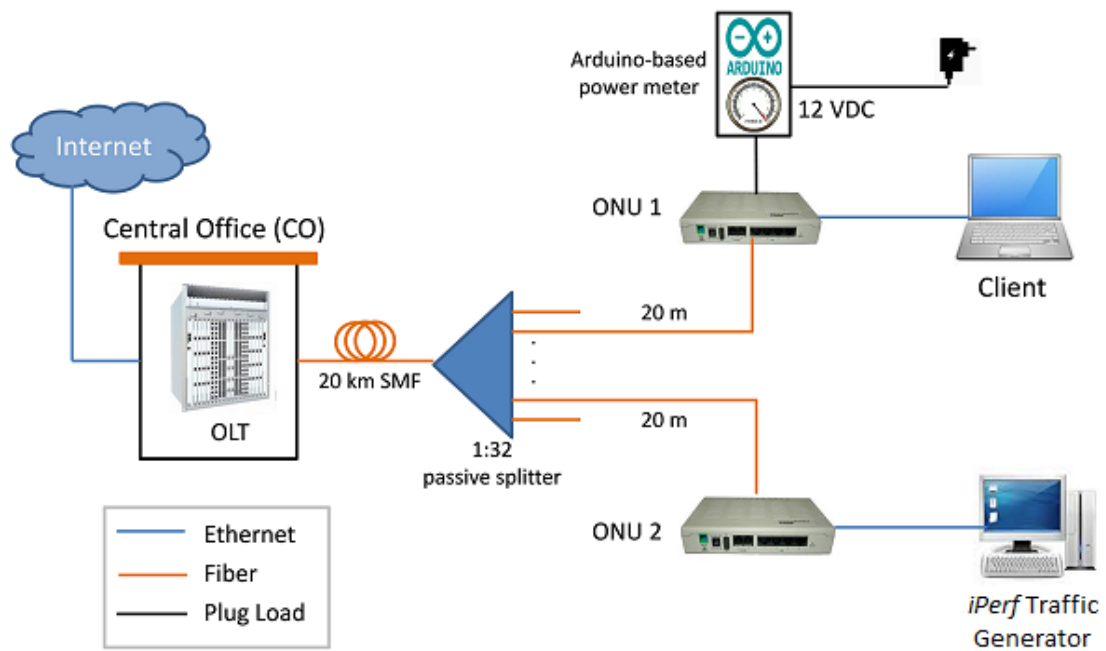 Arduino-based
power meter
ARDUINO
12 VDC
Internet
Central Office (CO)
ONU 1
Client
20 m
20 km SMF
OLT
20 m
1:32
passive splitter
ONU 2
Ethernet
Fiber
Plug Load
iPerf Traffic
Generator